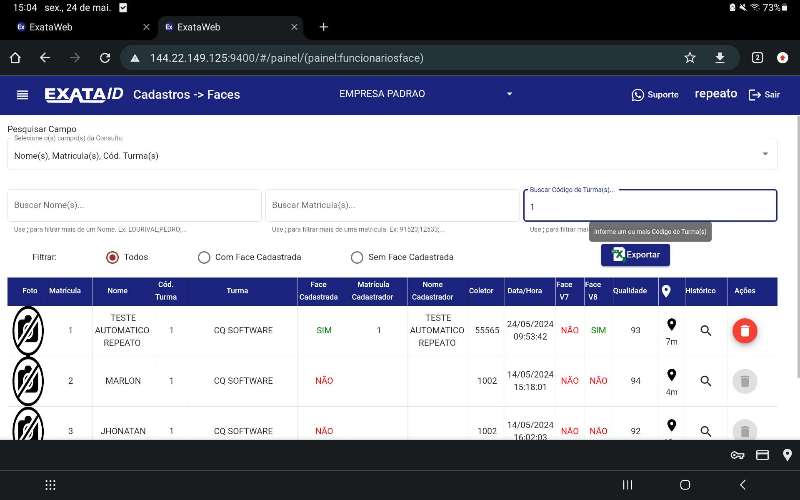 15:04 sex., 24 de mai. 73%
ExataWeb ExataWeb
144.22.149.125:9400/#/painel/(painel:funcionariosface) 2
EXATA ID Cadastros -> Faces EMPRESA PADRAO Suporte repeato Sair
Pesquisar Campo
Selecione o(s) campo(s) da Consulta
Nome(s), Matricula(s), Cód. Turma(s)
Buscar Código de Turma(s)...
Buscar Nome(s)... Buscar Matricula(s)... 1
Use ; para filtrar mais de um Nome. Ex: LOURIVAL;PEDRO;... Use ; para filtrar mais de uma matricula. Ex: 91523;12533;... Use ; para filtrar mais
Informe um ou mais Código de Turma(s)
Filtrar: Todos Com Face Cadastrada Sem Face Cadastrada Exportar
Foto Matrícula Nome Cód. Turma Turma Face Cadastrada Matrícula Cadastrador Nome Cadastrador Coletor Data/Hora Face V7 Face V8 Qualidade Histórico Ações
1 TESTE AUTOMATICO REPEATO 1 CQ SOFTWARE SIM 1 TESTE AUTOMATICO REPEATO 55565 24/05/2024 09:53:42 NÃO SIM 93 7m
2 MARLON 1 CQ SOFTWARE NÃO 1002 14/05/2024 15:18:01 NÃO NÃO 94 4m
3 JHONATAN 1 CQ SOFTWARE NÃO 1002 14/05/2024 16:02:03 NÃO NÃO 92